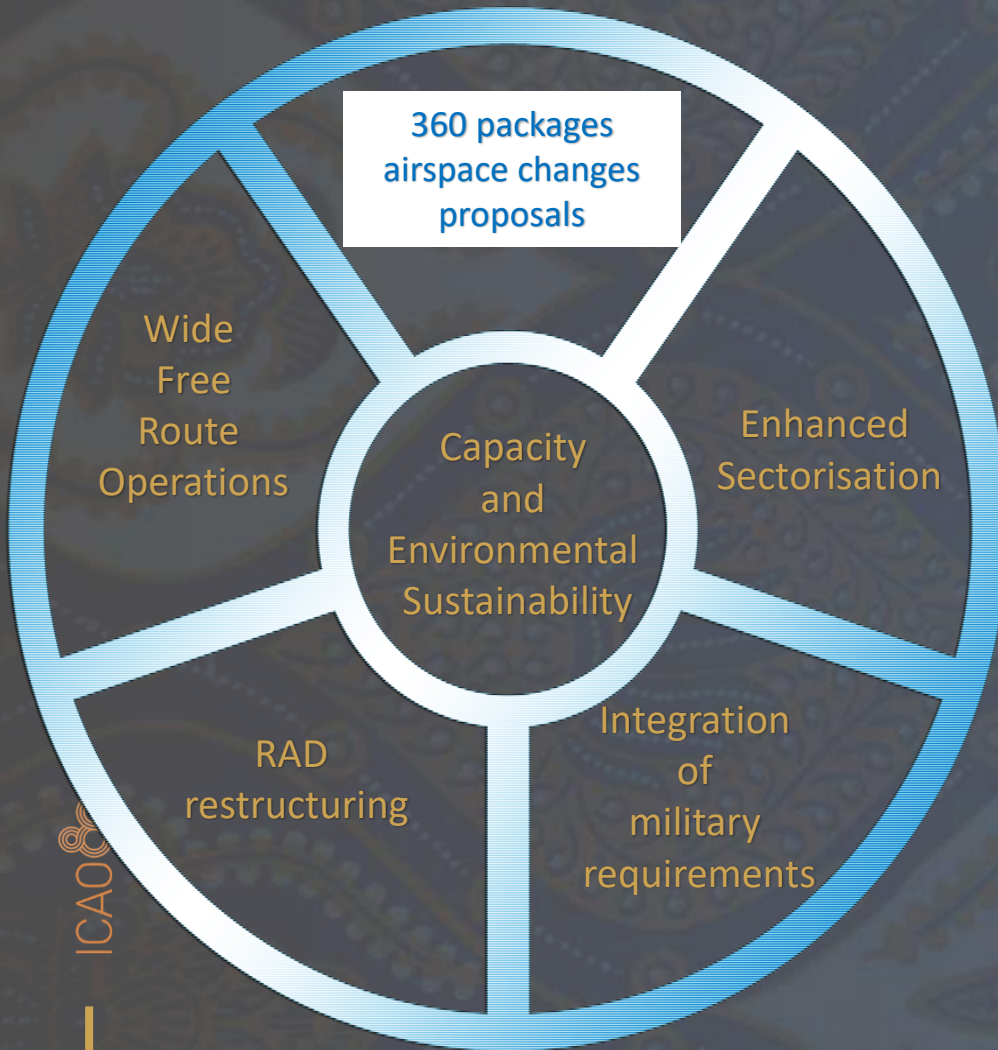 360 packages
airspace changes
proposals
Wide
Free
Route
Operations
Capacity
and
Environmental
Sustainability
Enhanced
Sectorisation
RAD
restructuring
Integration
of
military
requirements
ICAO